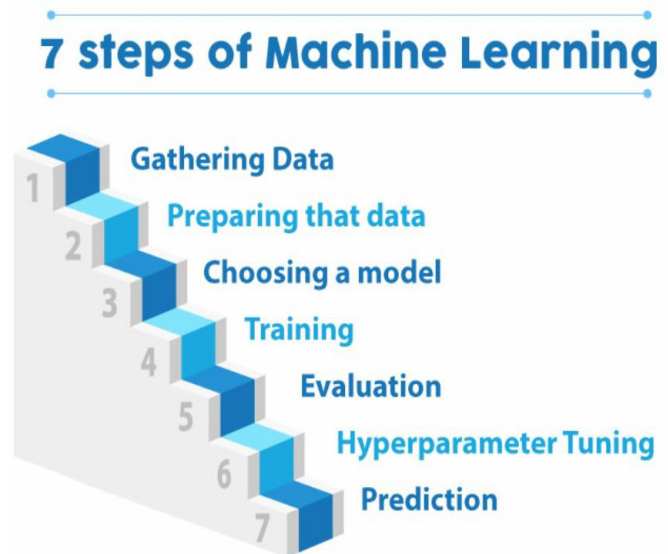 7 steps of Machine Learning
1
Gathering Data
2
Preparing that data
3
Choosing a model
4
Training
5
Evaluation
6
Hyperparameter Tuning
7
Prediction